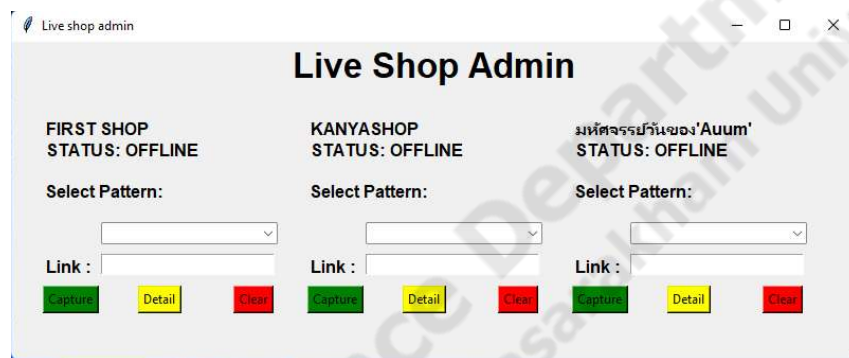 Live shop admin
Live Shop Admin
FIRST SHOP
STATUS: OFFLINE
Select Pattern:
Link :
Capture Detail Clear
KANYASHOP
STATUS: OFFLINE
Select Pattern:
Link :
Capture Detail Clear
มหัศจรรย์วันของ'Auum'
STATUS: OFFLINE
Select Pattern:
Link :
Capture Detail Clear